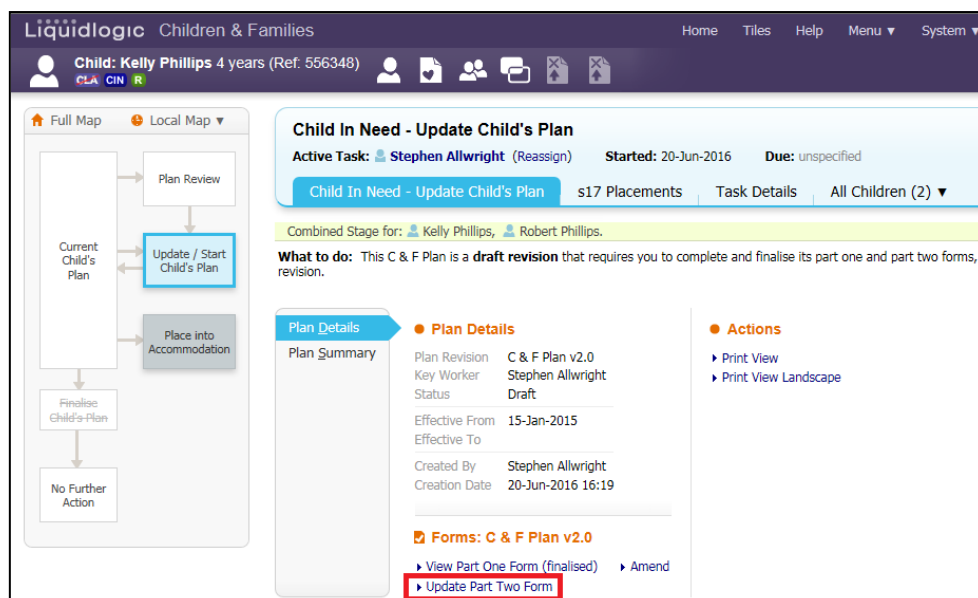 Liquidlogic Children & Families
Home Tiles Help Menu ▼ System ▼
Child: Kelly Phillips 4 years (Ref: 556348)
CLA CIN R
Full Map Local Map ▼
Plan Review
Current
Child's
Plan
Update / Start
Child's Plan
Place into
Accommodation
Finalise
Child's Plan
No Further
Action
Child In Need - Update Child's Plan
Active Task: Stephen Allwright (Reassign) Started: 20-Jun-2016 Due: unspecified
Child In Need - Update Child's Plan s17 Placements Task Details All Children (2) ▼
Combined Stage for: Kelly Phillips, Robert Phillips.
What to do: This C & F Plan is a draft revision that requires you to complete and finalise its part one and part two forms,
revision.
Plan Details
Plan Summary
Plan Details
Plan Revision C & F Plan v2.0
Key Worker Stephen Allwright
Status Draft
Effective From 15-Jan-2015
Effective To
Created By Stephen Allwright
Creation Date 20-Jun-2016 16:19
Forms: C & F Plan v2.0
View Part One Form (finalised) Amend
Update Part Two Form
Actions
Print View
Print View Landscape